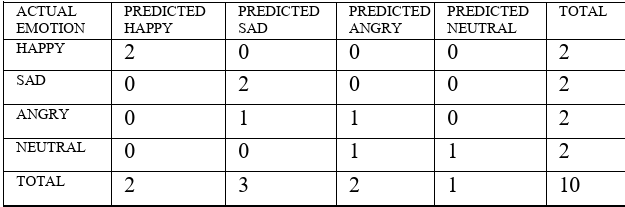 ACTUAL EMOTION PREDICTED HAPPY PREDICTED SAD PREDICTED ANGRY PREDICTED NEUTRAL TOTAL
HAPPY 2 0 0 0 2
SAD 0 2 0 0 2
ANGRY 0 1 1 0 2
NEUTRAL 0 0 1 1 2
TOTAL 2 3 2 1 10